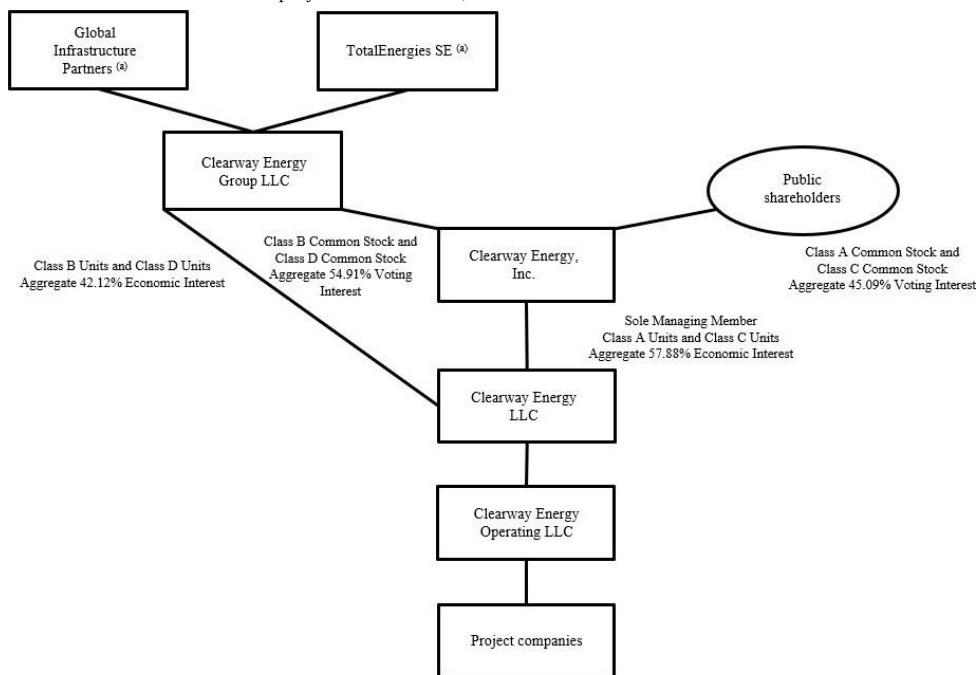 Global
Infrastructure
Partners (a)
TotalEnergies SE (a)
Clearway Energy
Group LLC
Public
shareholders
Class B Common Stock and
Class D Common Stock
Aggregate 54.91% Voting
Interest
Clearway Energy,
Inc.
Class A Common Stock and
Class C Common Stock
Aggregate 45.09% Voting Interest
Class B Units and Class D Units
Aggregate 42.12% Economic Interest
Sole Managing Member
Class A Units and Class C Units
Aggregate 57.88% Economic Interest
Clearway Energy
LLC
Clearway Energy
Operating LLC
Project companies